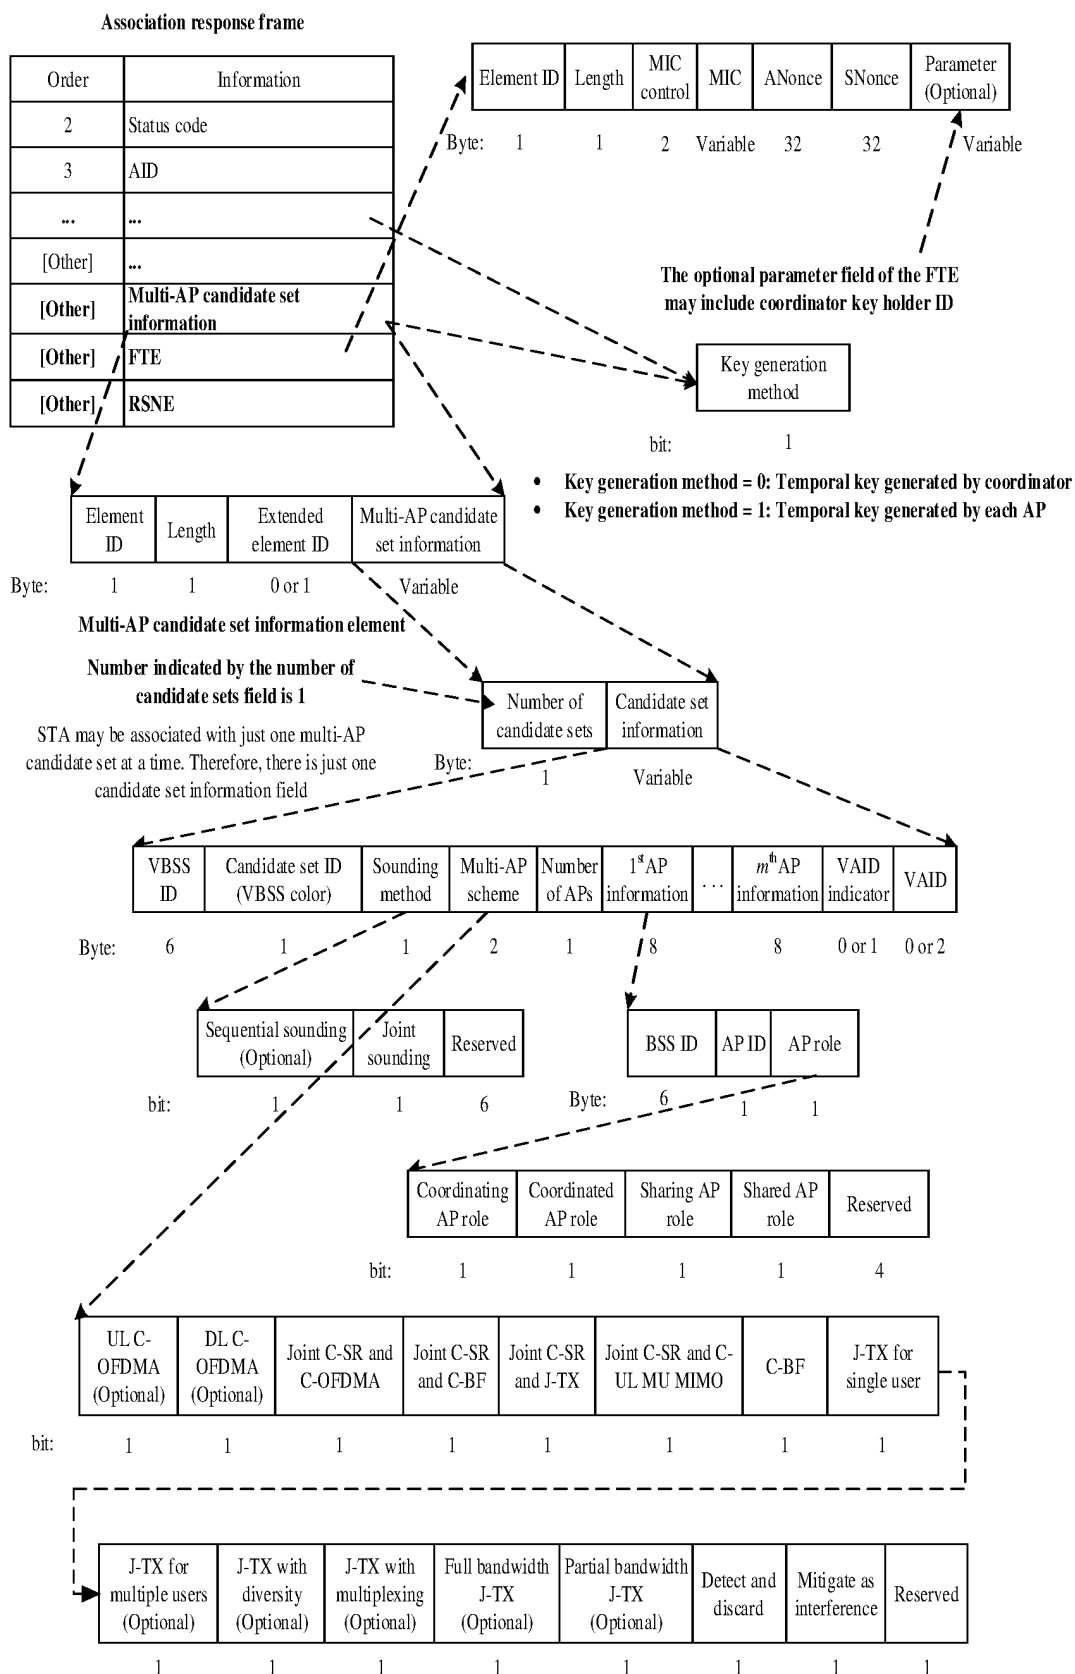 Association response frame
Order
Information
2
Status code
3
AID
...
...
[Other]
...
[Other]
Multi-AP candidate set
information
[Other]
FTE
[Other]
RSNE
Element ID
Length
MIC
control
MIC
ANonce
SNonce
Parameter
(Optional)
Byte:
1
1
2
Variable
32
32
Variable
The optional parameter field of the FTE
may include coordinator key holder ID
Key generation
method
bit:
1
• Key generation method = 0: Temporal key generated by coordinator
• Key generation method = 1: Temporal key generated by each AP
Element
ID
Length
Extended
element ID
Multi-AP candidate
set information
Byte:
1
1
0 or 1
Variable
Multi-AP candidate set information element
Number indicated by the number of
candidate sets field is 1
STA may be associated with just one multi-AP
candidate set at a time. Therefore, there is just one
candidate set information field
Number of
candidate sets
Candidate set
information
Byte:
1
Variable
VBSS
ID
Candidate set ID
(VBSS color)
Sounding
method
Multi-AP
scheme
Number
of APs
1st AP
information
...
mth AP
information
VAID
indicator
VAID
Byte:
6
1
1
2
1
8
8
0 or 1
0 or 2
Sequential sounding
(Optional)
Joint
sounding
Reserved
bit:
1
1
6
BSS ID
AP ID
AP role
Byte:
6
1
1
Coordinating
AP role
Coordinated
AP role
Sharing AP
role
Shared AP
role
Reserved
bit:
1
1
1
1
4
UL C-
OFDMA
(Optional)
DL C-
OFDMA
(Optional)
Joint C-SR and
C-OFDMA
Joint C-SR
and C-BF
Joint C-SR
and J-TX
Joint C-SR and C-
UL MU MIMO
C-BF
J-TX for
single user
bit:
1
1
1
1
1
1
1
1
J-TX for
multiple users
(Optional)
J-TX with
diversity
(Optional)
J-TX with
multiplexing
(Optional)
Full bandwidth
J-TX
(Optional)
Partial bandwidth
J-TX
(Optional)
Detect and
discard
Mitigate as
interference
Reserved
1
1
1
1
1
1
1
1